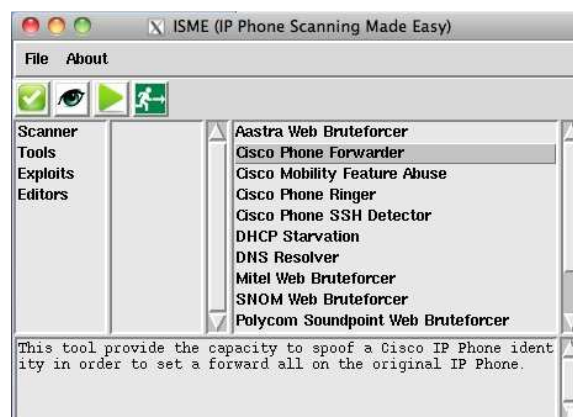 ISME (IP Phone Scanning Made Easy)
File About
Scanner
Tools
Exploits
Editors
Aastra Web Bruteforcer
Cisco Phone Forwarder
Cisco Mobility Feature Abuse
Cisco Phone Ringer
Cisco Phone SSH Detector
DHCP Starvation
DNS Resolver
Mitel Web Bruteforcer
SNOM Web Bruteforcer
Polycom Soundpoint Web Bruteforcer
This tool provide the capacity to spoof a Cisco IP Phone ident
ity in order to set a forward all on the original IP Phone.